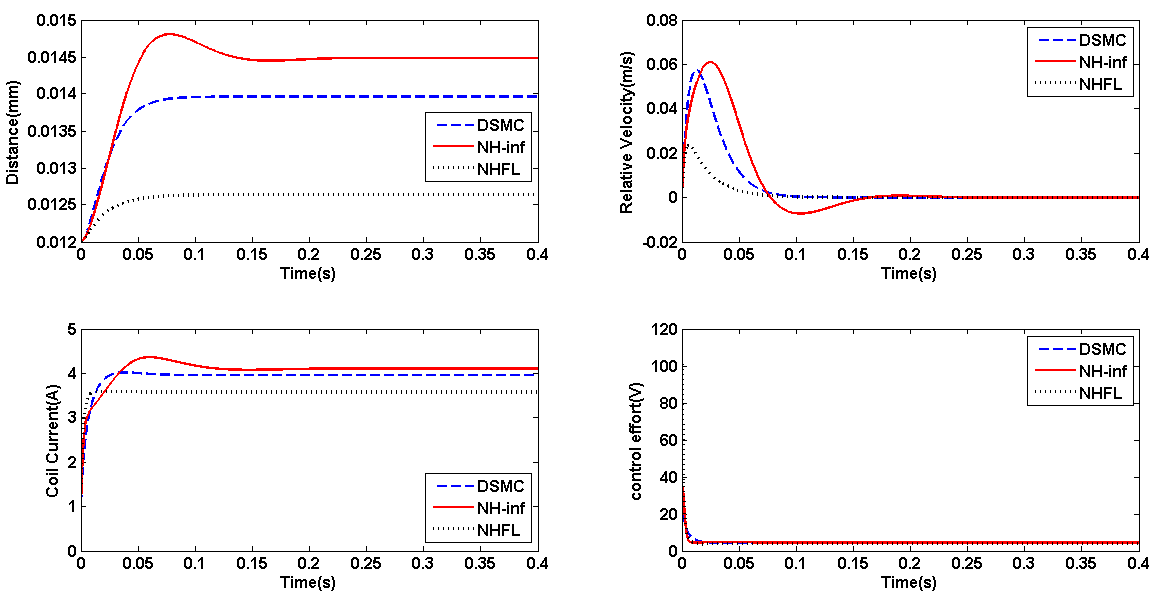 0.015
0.0145
0.014
0.0135
0.013
0.0125
0.012
Distance(mm)
DSMC
NH-inf
NHFL
0 0.05 0.1 0.15 0.2 0.25 0.3 0.35 0.4
Time(s)
0.08
0.06
0.04
0.02
0
-0.02
Relative Velocity(m/s)
DSMC
NH-inf
NHFL
0 0.05 0.1 0.15 0.2 0.25 0.3 0.35 0.4
Time(s)
5
4
3
2
1
0
Coil Current(A)
DSMC
NH-inf
NHFL
0 0.05 0.1 0.15 0.2 0.25 0.3 0.35 0.4
Time(s)
120
100
80
60
40
20
0
control effort(V)
DSMC
NH-inf
NHFL
0 0.05 0.1 0.15 0.2 0.25 0.3 0.35 0.4
Time(s)